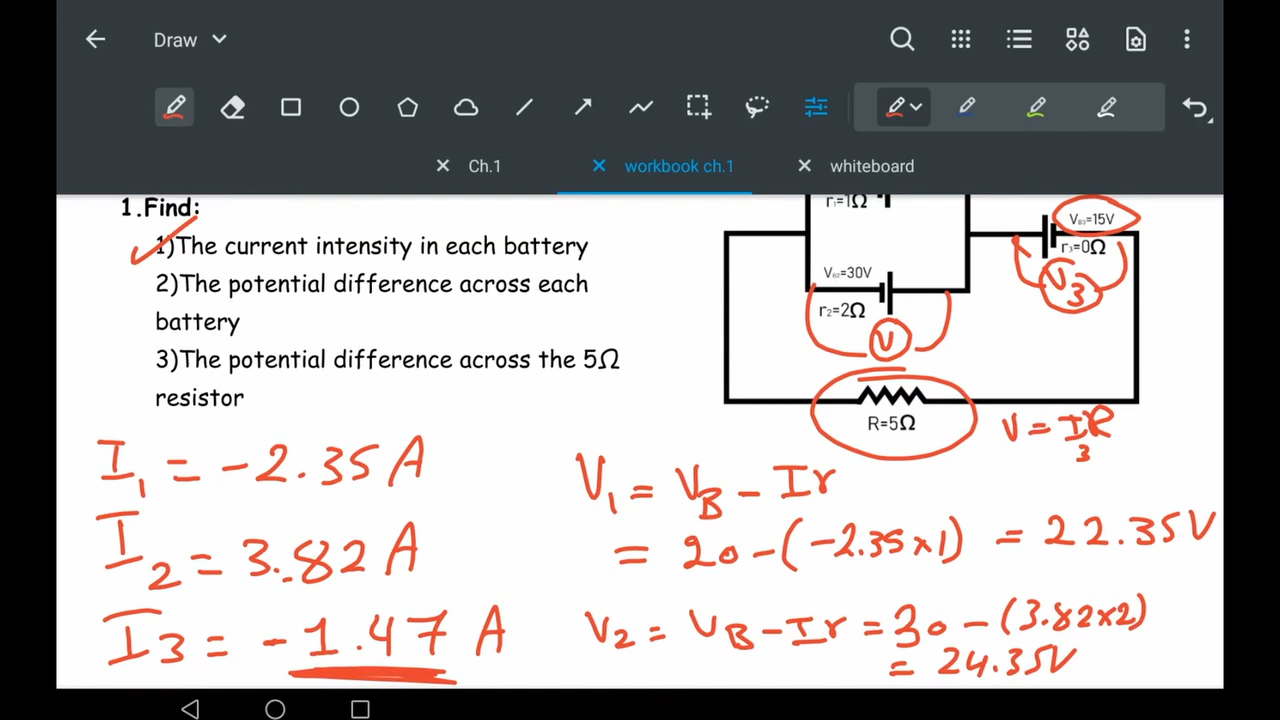 Draw
Ch.1
workbook ch.1
whiteboard
1.Find:
1)The current intensity in each battery
2)The potential difference across each
battery
3)The potential difference across the 5Ω
resistor
r₁=1Ω
V_B2=30V
r₂=2Ω
V
V_B3=15V
r₃=0Ω
V₃
R=5Ω
V = I₃R
I₁ = -2.35 A
I₂ = 3.82 A
I₃ = -1.47 A
V₁ = V_B - Ir
= 20 - (-2.35×1) = 22.35V
V₂ = V_B - Ir = 30 - (3.82×2)
= 24.35V